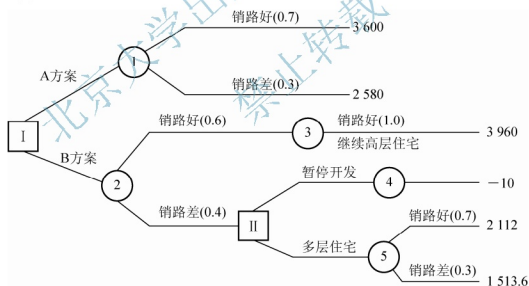 销路好(0.7)
3 600
A方案
1
销路差(0.3)
2 580
I
销路好(0.6)
3
销路好(1.0)
继续高层住宅
3 960
B方案
2
暂停开发
4
－10
销路差(0.4)
II
销路好(0.7)
2 112
多层住宅
5
销路差(0.3)
1 513.6
北京大学出
禁止转载